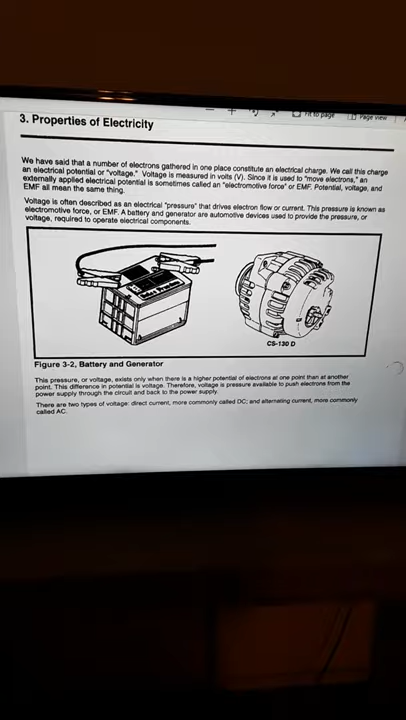 Fit to page
Page view
3. Properties of Electricity
We have said that a number of electrons gathered in one place constitute an electrical charge. We call this charge
an electrical potential or "voltage." Voltage is measured in volts (V). Since it is used to "move electrons," an
externally applied electrical potential is sometimes called an "electromotive force" or EMF. Potential, voltage, and
EMF all mean the same thing.
Voltage is often described as an electrical "pressure" that drives electron flow or current. This pressure is known as
electromotive force, or EMF. A battery and generator are automotive devices used to provide the pressure, or
voltage, required to operate electrical components.
CS-130 D
Figure 3-2, Battery and Generator
This pressure, or voltage, exists only when there is a higher potential of electrons at one point than at another
point. This difference in potential is voltage. Therefore, voltage is pressure available to push electrons from the
power supply through the circuit and back to the power supply.
There are two types of voltage: direct current, more commonly called DC; and alternating current, more commonly
called AC.